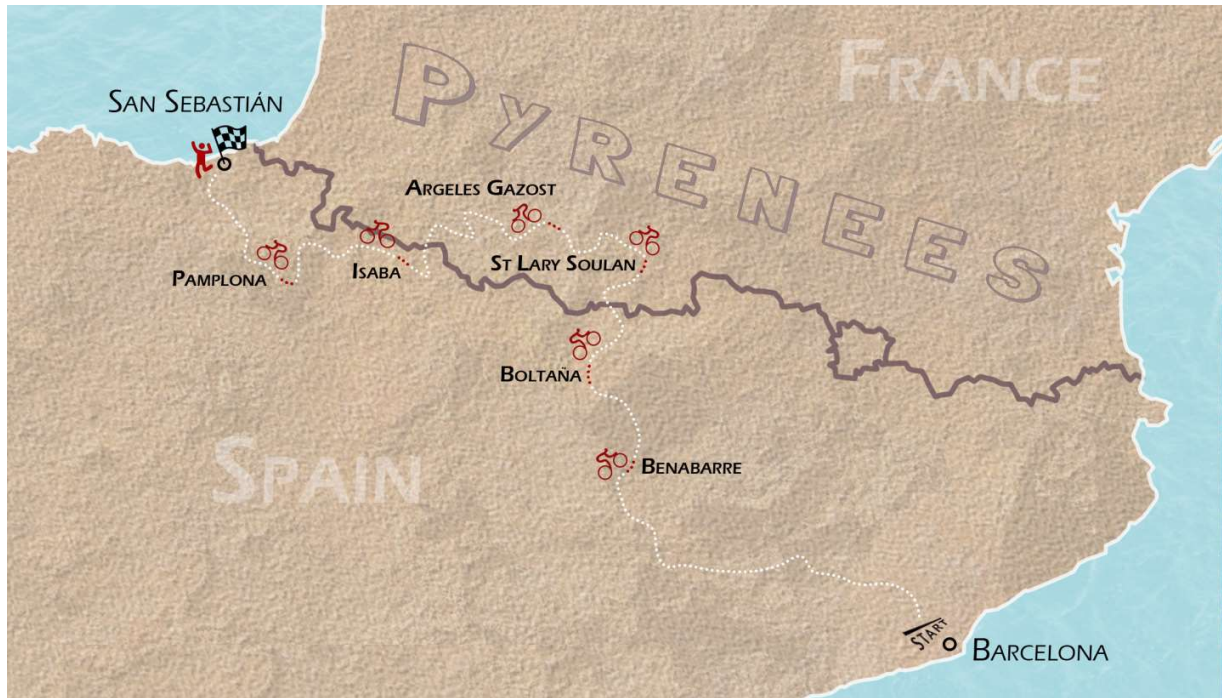 FRANCE
PYRENEES
SAN SEBASTIÁN
ARGELES GAZOST
ST LARY SOULAN
ISABA
PAMPLONA
BOLTAÑA
SPAIN
BENABARRE
START
BARCELONA